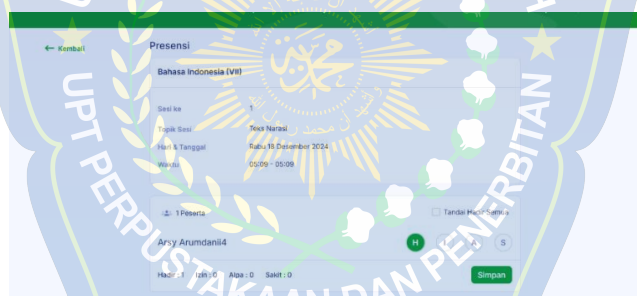 ← Kembali
Presensi
Bahasa Indonesia (VII)
Sesi ke 1
Topik Sesi Teks Narasi
Hari & Tanggal Rabu 18 Desember 2024
Waktu 05:09 - 05:09
1 Peserta Tandai Hadir Semua
Arsy Arumdanii4 H I A S
Hadir : 1 Izin : 0 Alpa : 0 Sakit : 0 Simpan
UPT PERPUSTAKAAN DAN PENERBITAN
محمد